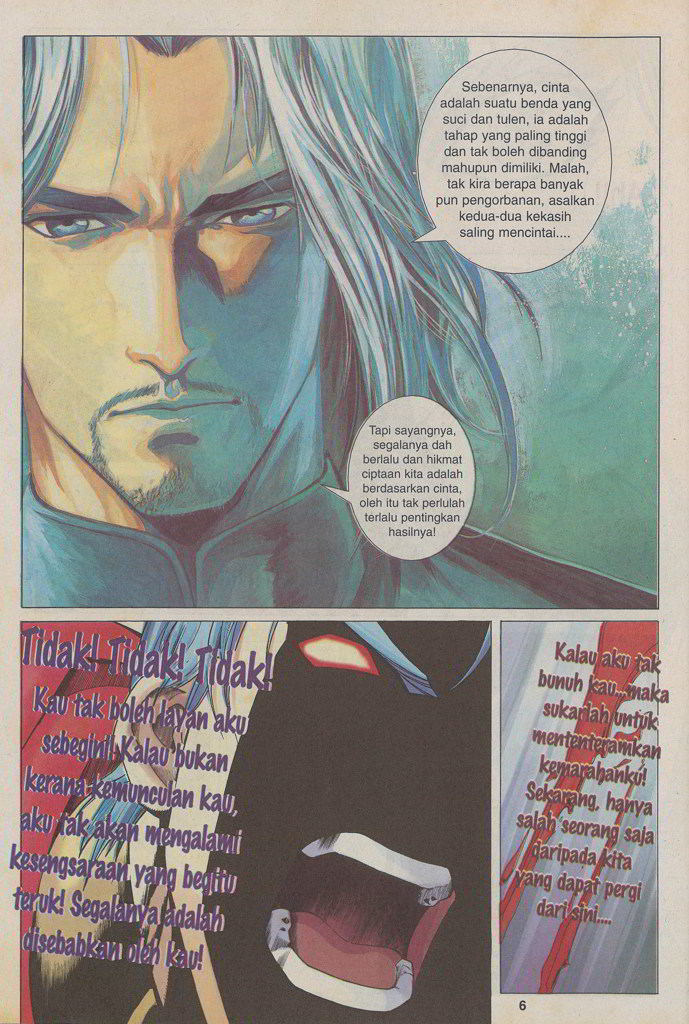 Sebenarnya, cinta
adalah suatu benda yang
suci dan tulen, ia adalah
tahap yang paling tinggi
dan tak boleh dibanding
mahupun dimiliki. Malah,
tak kira berapa banyak
pun pengorbanan, asalkan
kedua-dua kekasih
saling mencintai....
Tapi sayangnya,
segalanya dah
berlalu dan hikmat
ciptaan kita adalah
berdasarkan cinta,
oleh itu tak perlulah
terlalu pentingkan
hasilnya!
Tidak! Tidak! Tidak!
Kau tak boleh layan aku
sebegini! Kalau bukan
kerana kemunculan kau,
aku tak akan mengalami
kesengsaraan yang begitu
teruk! Segalanya adalah
disebabkan oleh kau!
Kalau aku tak
bunuh kau...maka
sukarlah untuk
mententeramkan
kemarahanku!
Sekarang, hanya
salah seorang saja
daripada kita
yang dapat pergi
dari sini....
6